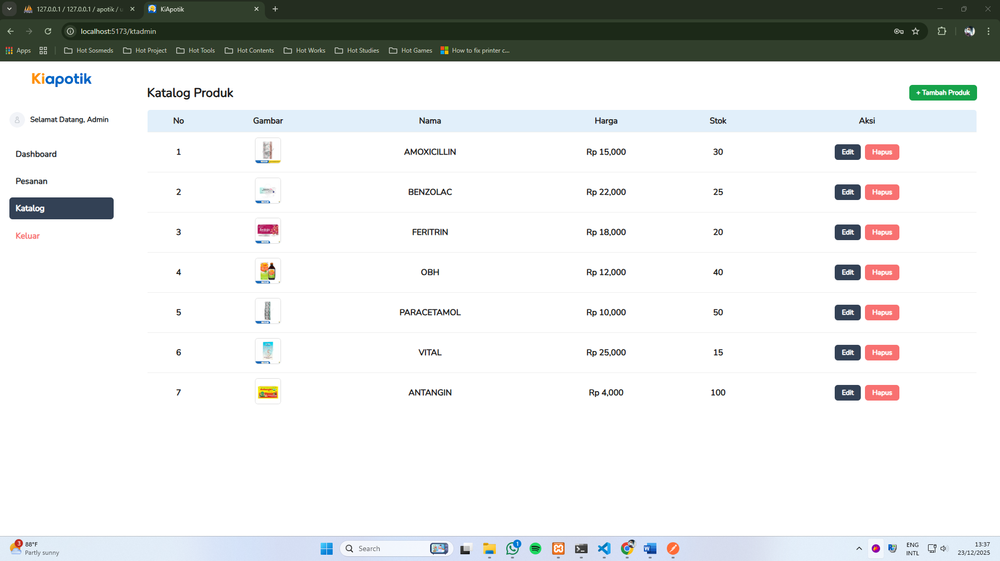 127.0.0.1 / 127.0.0.1 / apotik / u
KiApotik
localhost:5173/ktadmin
Apps
Hot Sosmeds
Hot Project
Hot Tools
Hot Contents
Hot Works
Hot Studies
Hot Games
How to fix printer c...
Kiapotik
Katalog Produk
+ Tambah Produk
Selamat Datang, Admin
Dashboard
Pesanan
Katalog
Keluar
No Gambar Nama Harga Stok Aksi
1 AMOXICILLIN Rp 15,000 30 Edit Hapus
2 BENZOLAC Rp 22,000 25 Edit Hapus
3 feritrin FERITRIN Rp 18,000 20 Edit Hapus
4 OBH Rp 12,000 40 Edit Hapus
5 PARACETAMOL Rp 10,000 50 Edit Hapus
6 VITAL Rp 25,000 15 Edit Hapus
7 Antangin ANTANGIN Rp 4,000 100 Edit Hapus
3
88°F
Partly sunny
Search
1
ENG
INTL
13:37
23/12/2025